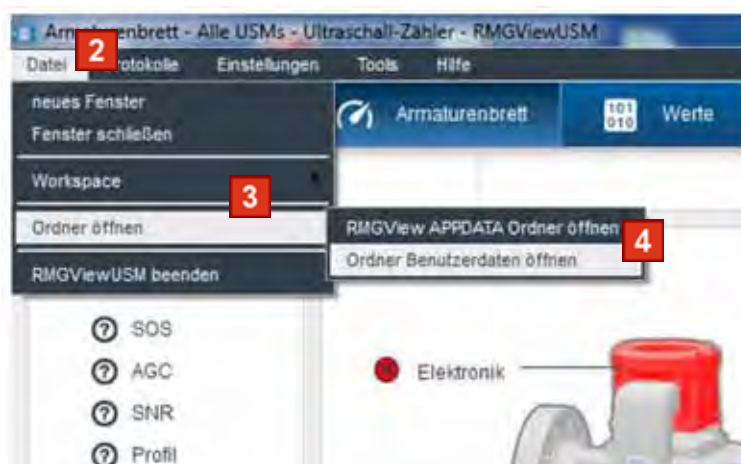 Armaturenbrett - Alle USMs - Ultraschall-Zähler - RMGViewUSM
Datei 2 Protokolle Einstellungen Tools Hilfe
neues Fenster
Fenster schließen
Armaturenbrett
101
010
Werte
Workspace
3
Ordner öffnen
RMGView APPDATA Ordner öffnen
4
Ordner Benutzerdaten öffnen
RMGViewUSM beenden
? SOS
? AGC
Elektronik
? SNR
? Profil